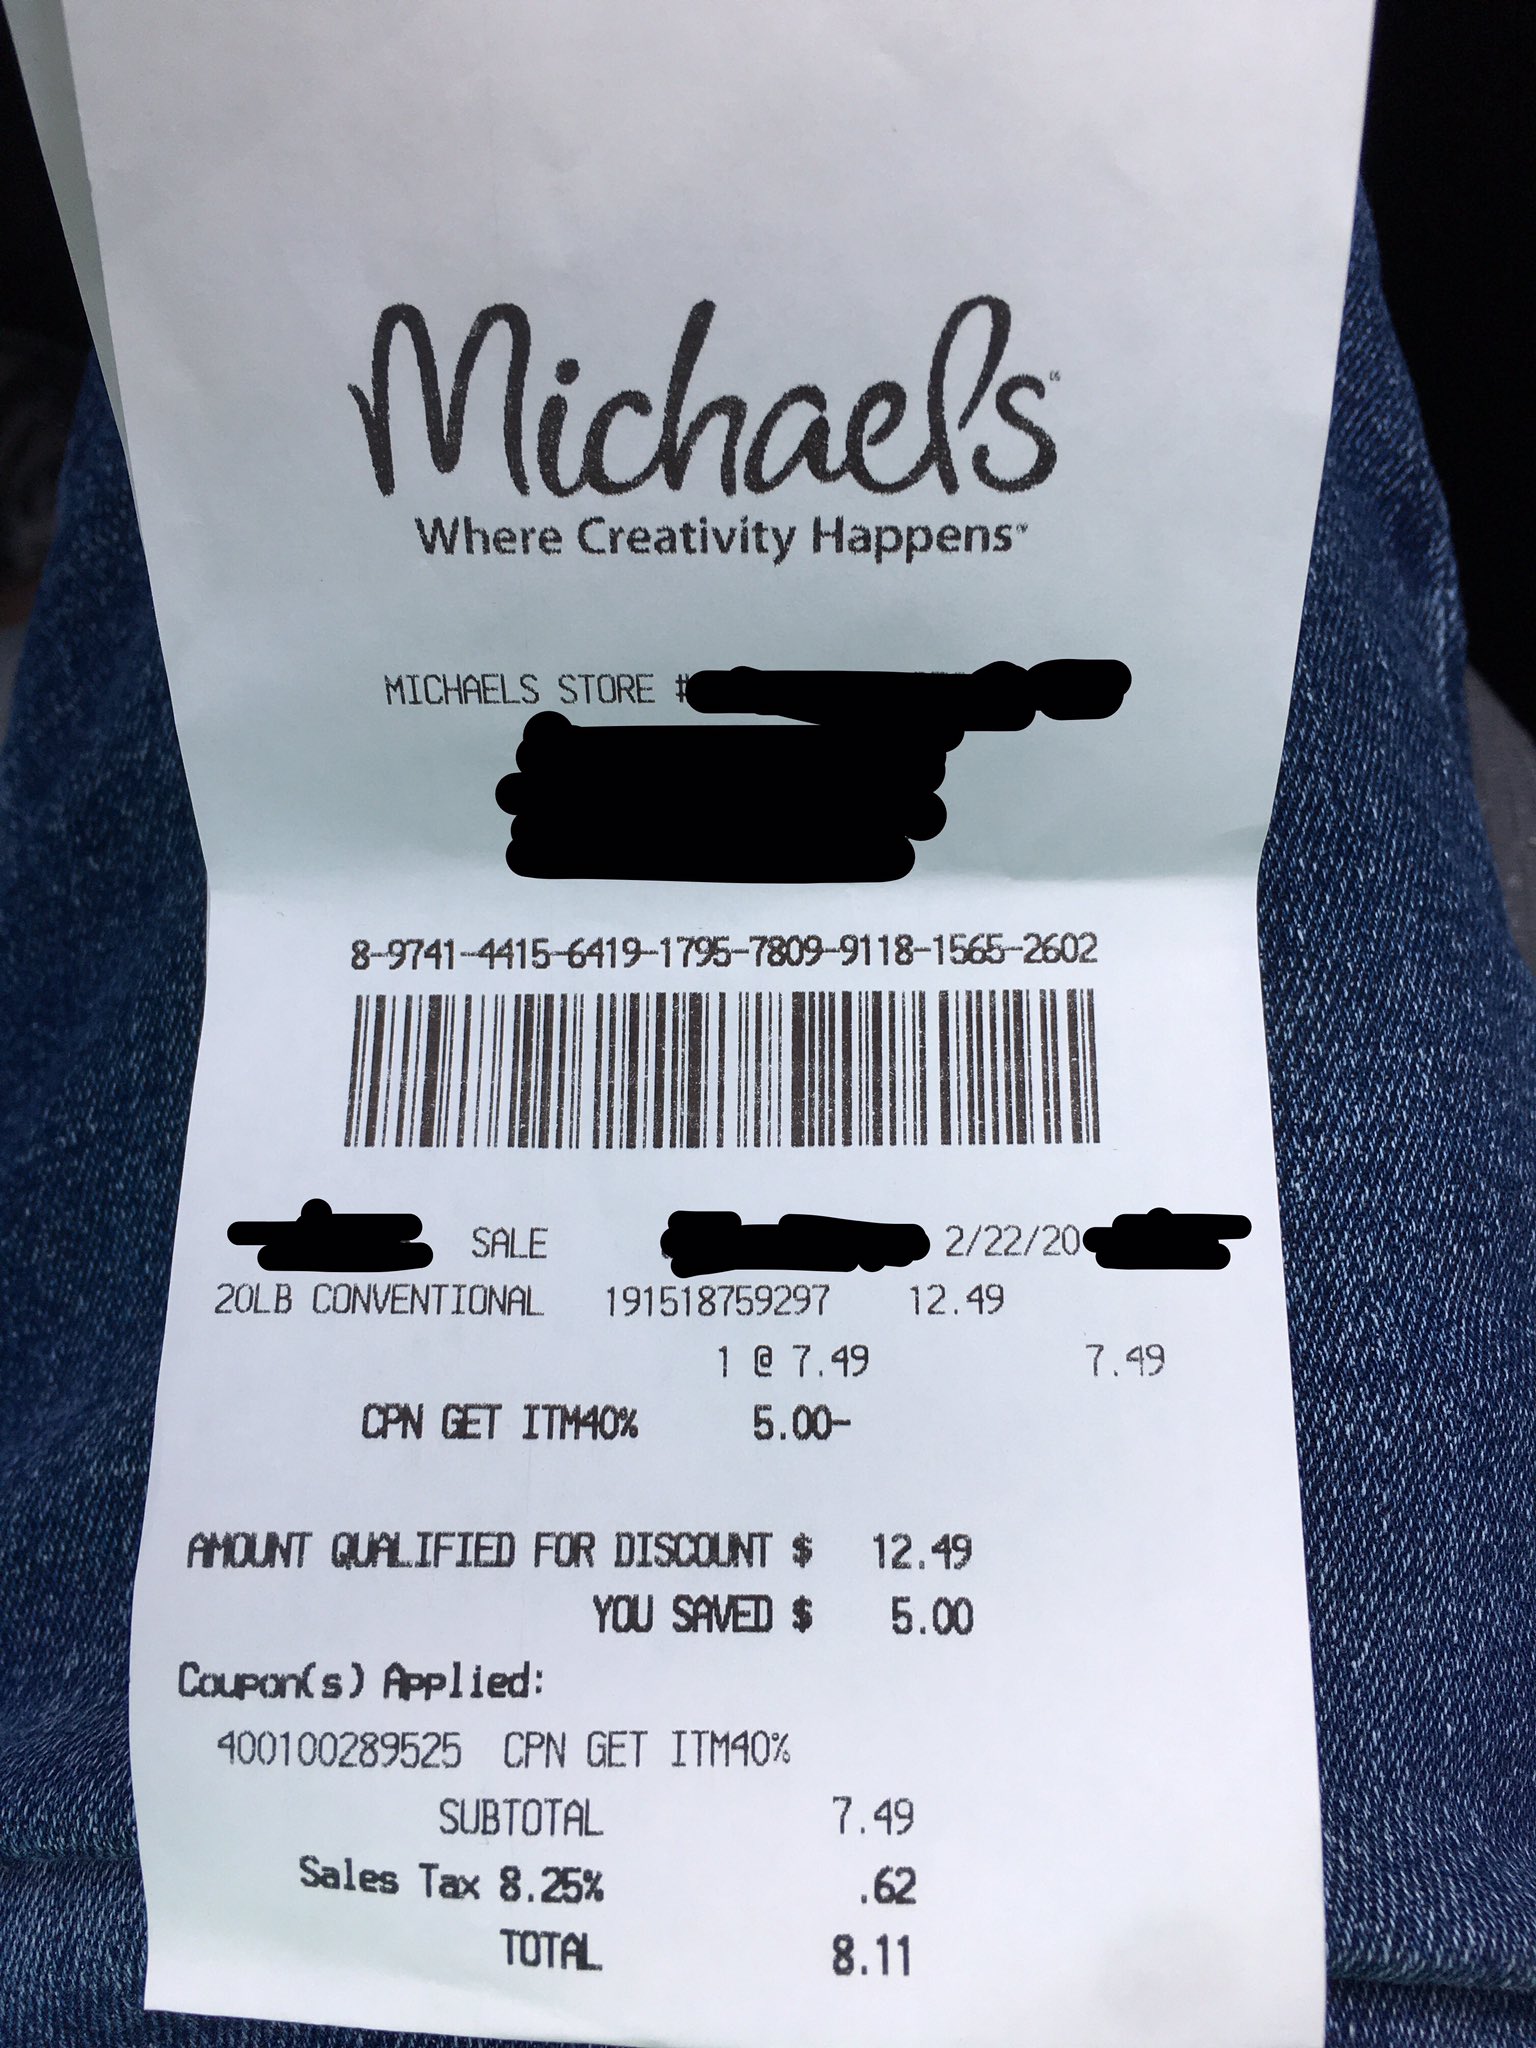 Michaels
Where Creativity Happens™
MICHAELS STORE #
8-9741-4415-6419-1795-7809-9118-1565-2602
SALE 2/22/20
20LB CONVENTIONAL 191518759297 12.49
1 @ 7.49 7.49
CPN GET ITM40% 5.00-
AMOUNT QUALIFIED FOR DISCOUNT $ 12.49
YOU SAVED $ 5.00
Coupon(s) Applied:
400100289525 CPN GET ITM40%
SUBTOTAL 7.49
Sales Tax 8.25% .62
TOTAL 8.11